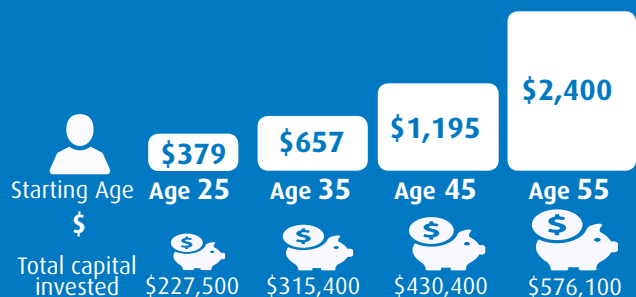 $379 $657 $1,195 $2,400
Starting Age Age 25 Age 35 Age 45 Age 55
$ $ $ $ $
Total capital
invested $227,500 $315,400 $430,400 $576,100